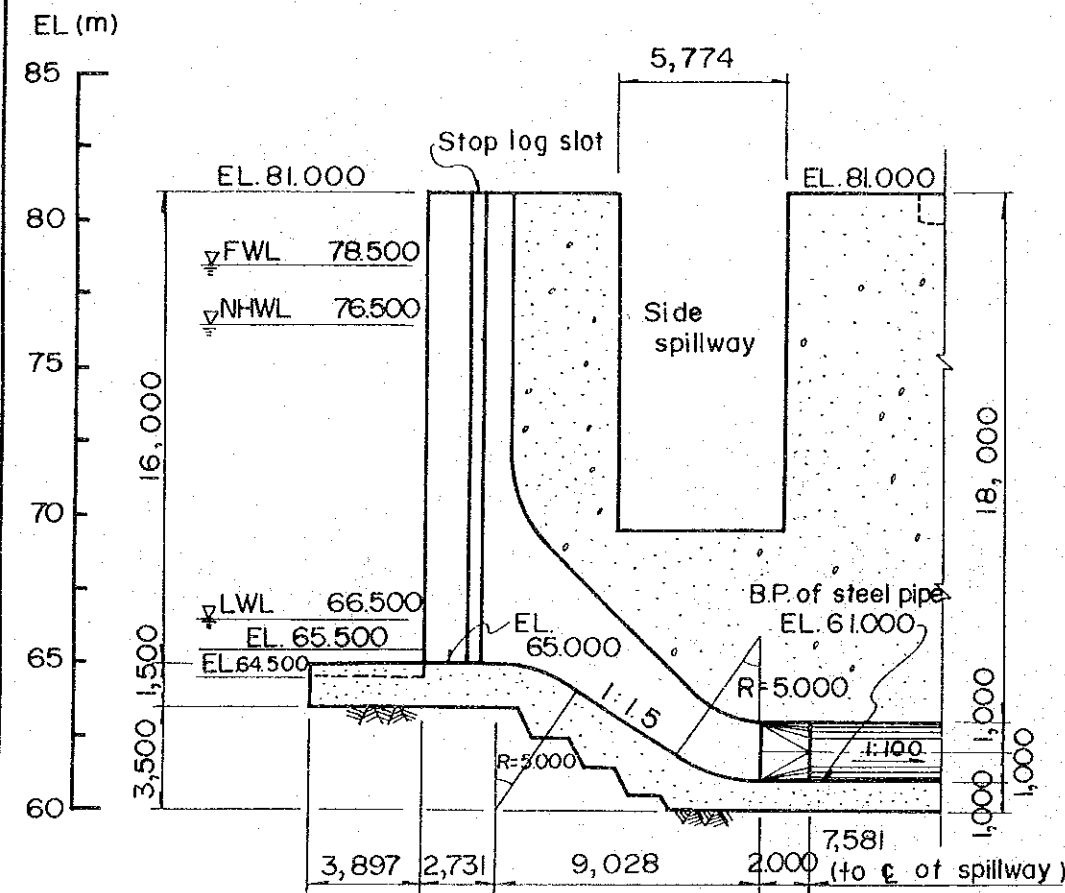 EL (m)
85
80
75
70
65
60
5,774
Stop log slot
EL. 81.000
EL. 81.000
FWL 78.500
NHWL 76.500
Side
spillway
16,000
18,000
LWL 66.500
EL. 65.500
EL 64.500
EL.
65.000
B.P. of steel pipe
EL. 61.000
1:1.5
R=5.000
R=5.000
1:100
1,500
3,500
1,000
1,000
1,000
3,897
2,731
9,028
2.000
7,581
(to ℄ of spillway)